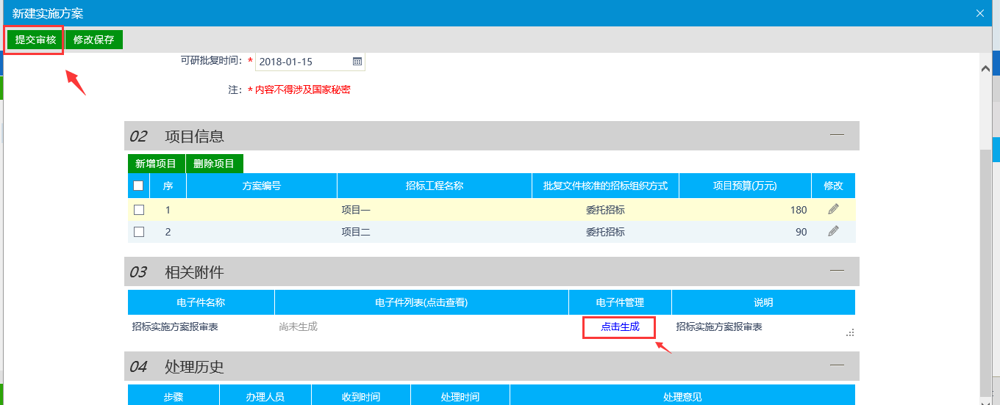 新建实施方案
提交审核 修改保存
可研批复时间: * 2018-01-15
注: * 内容不得涉及国家秘密
02 项目信息
新增项目 删除项目
序 方案编号 招标工程名称 批复文件核准的招标组织方式 项目预算(万元) 修改
1 项目一 委托招标 180
2 项目二 委托招标 90
03 相关附件
电子件名称 电子件列表(点击查看) 电子件管理 说明
招标实施方案报审表 尚未生成 点击生成 招标实施方案报审表
04 处理历史
步骤 办理人员 收到时间 处理时间 处理意见